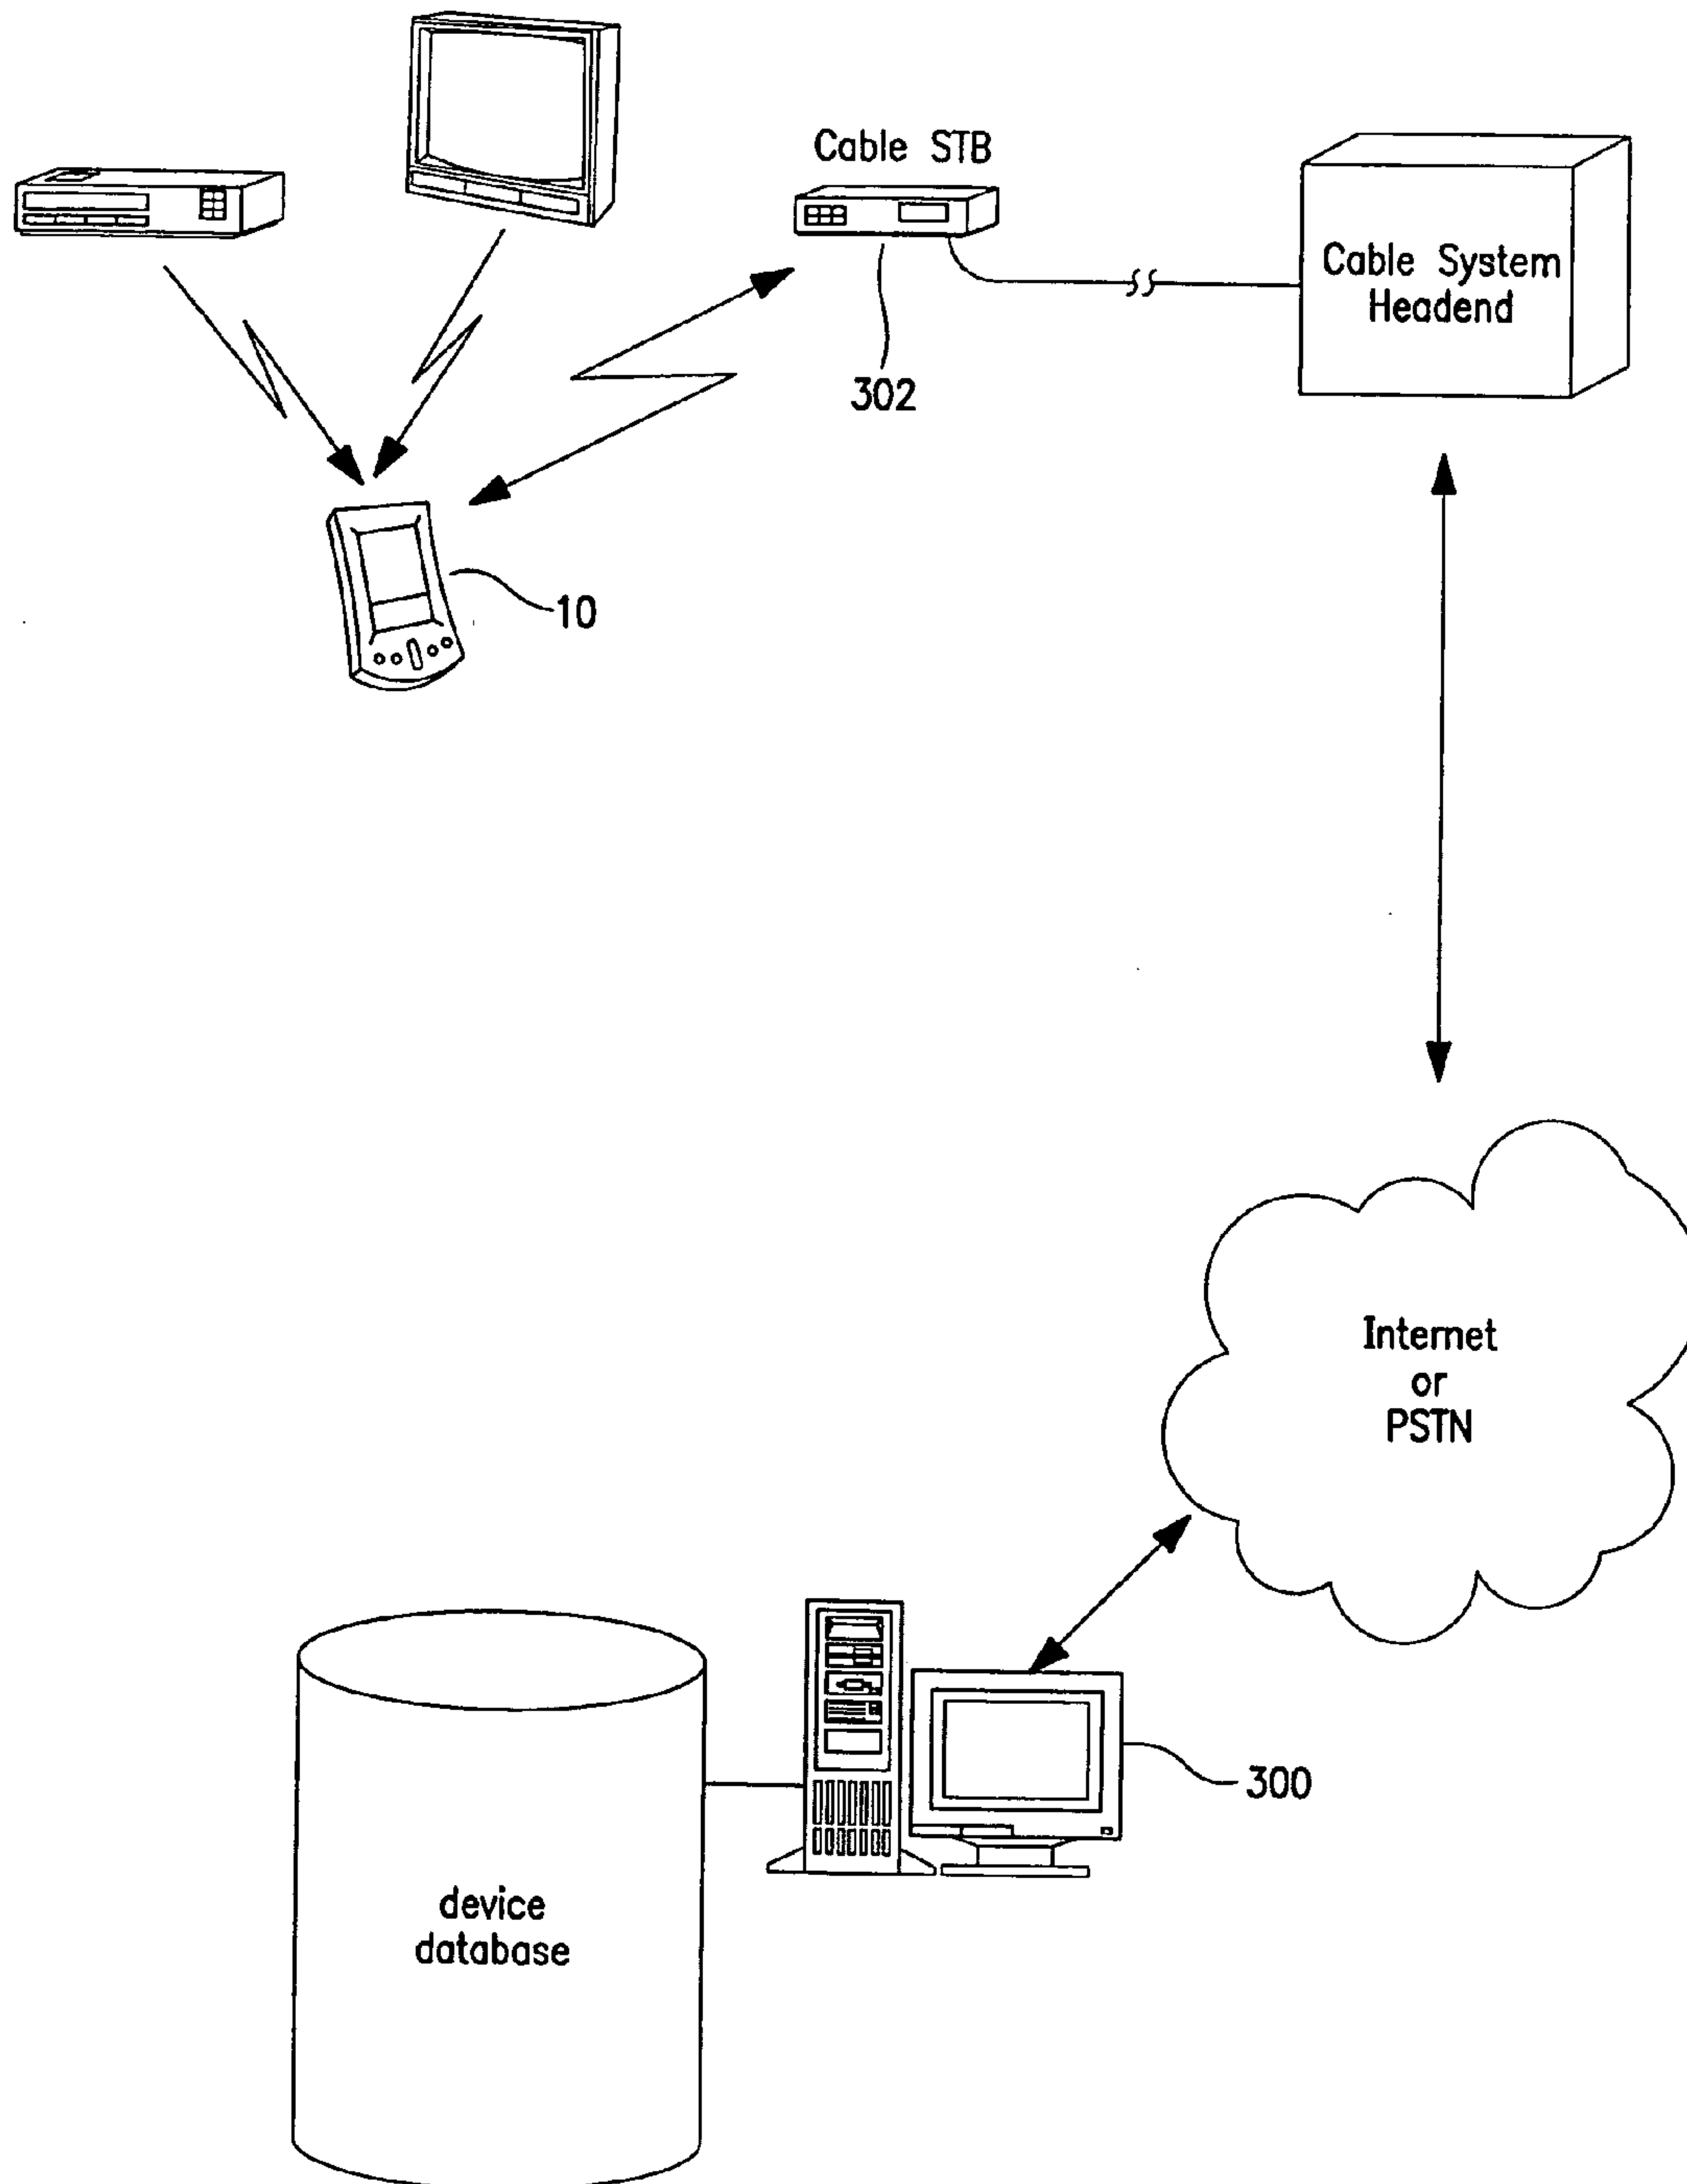 Cable STB
Cable System
Headend
302
10
Internet
or
PSTN
300
device
database